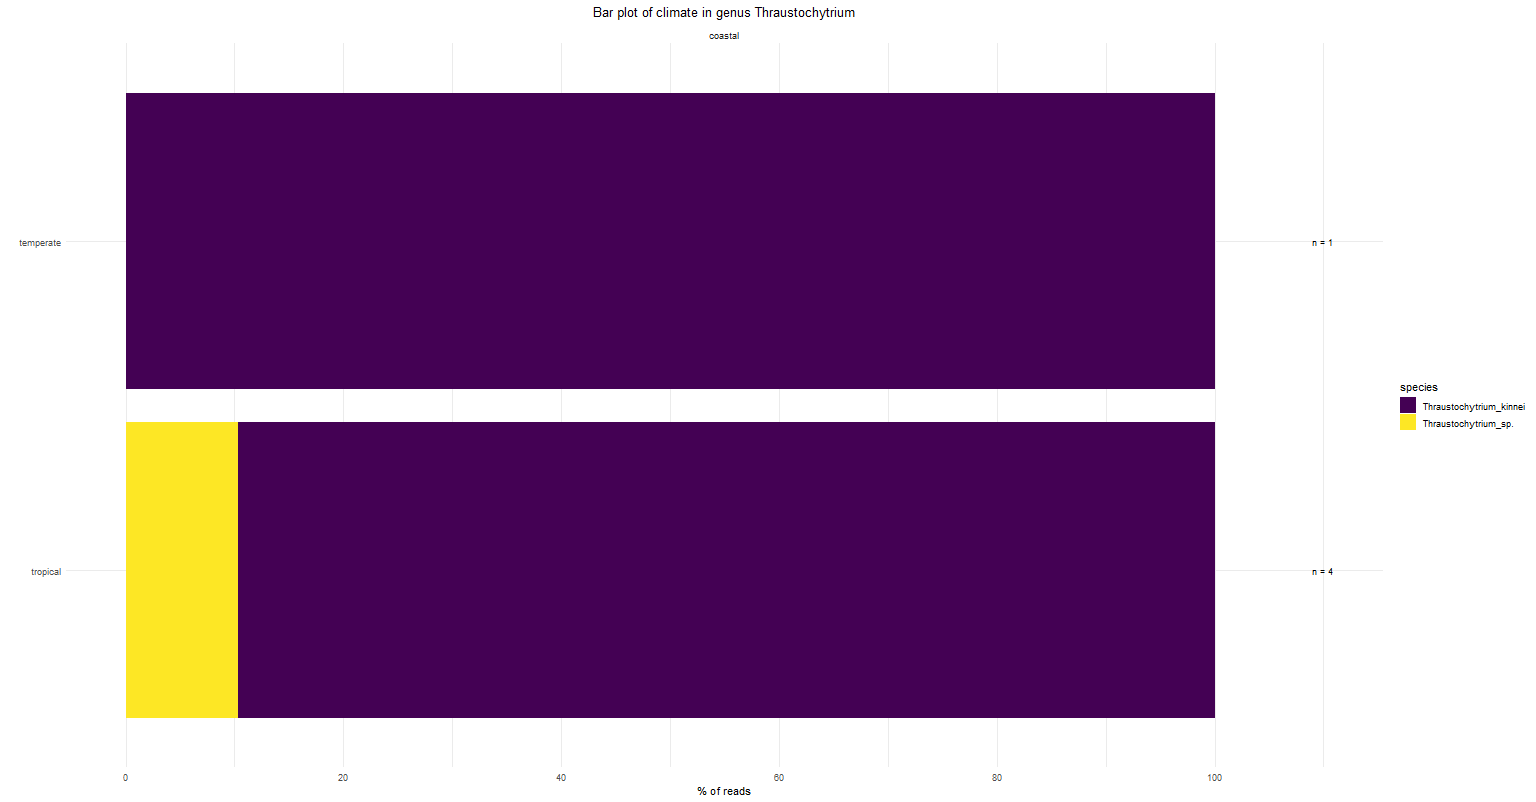 Bar plot of climate in genus Thraustochytrium
coastal
temperate
n = 1
tropical
n = 4
species
Thraustochytrium_kinnei
Thraustochytrium_sp.
0 20 40 60 80 100
% of reads